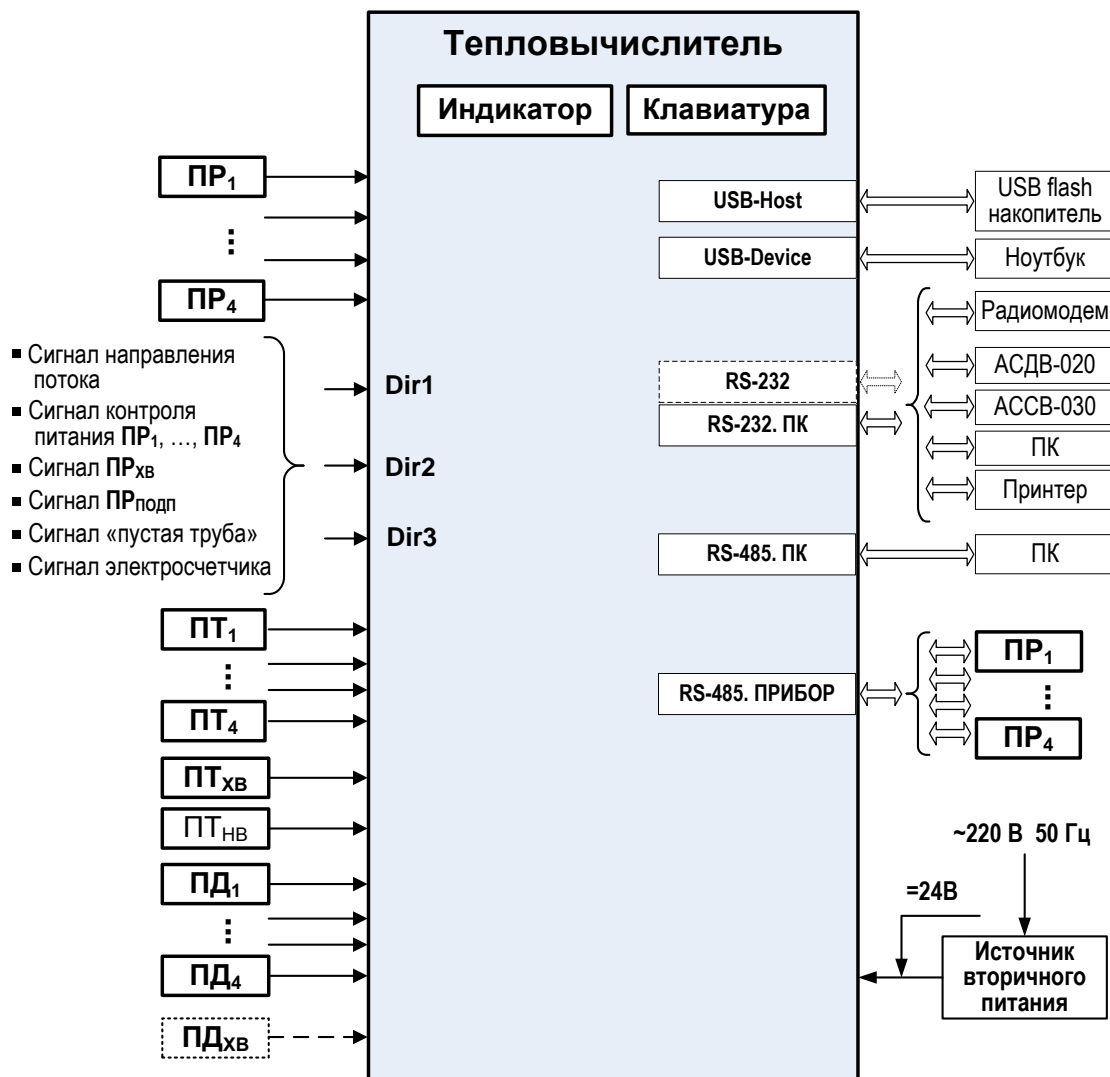 Тепловычислитель
Индикатор
Клавиатура
ПР1
⋮
ПР4
▪ Сигнал направления
потока
▪ Сигнал контроля
питания ПР1, ..., ПР4
▪ Сигнал ПРХВ
▪ Сигнал ПРПОДП
▪ Сигнал «пустая труба»
▪ Сигнал электросчетчика
Dir1
Dir2
Dir3
ПТ1
⋮
ПТ4
ПТХВ
ПТНВ
ПД1
⋮
ПД4
ПДХВ
USB-Host
USB-Device
RS-232
RS-232. ПК
RS-485. ПК
RS-485. ПРИБОР
USB flash
накопитель
Ноутбук
Радиомодем
АСДВ-020
АССВ-030
ПК
Принтер
ПК
ПР1
⋮
ПР4
~220 В 50 Гц
=24В
Источник
вторичного
питания